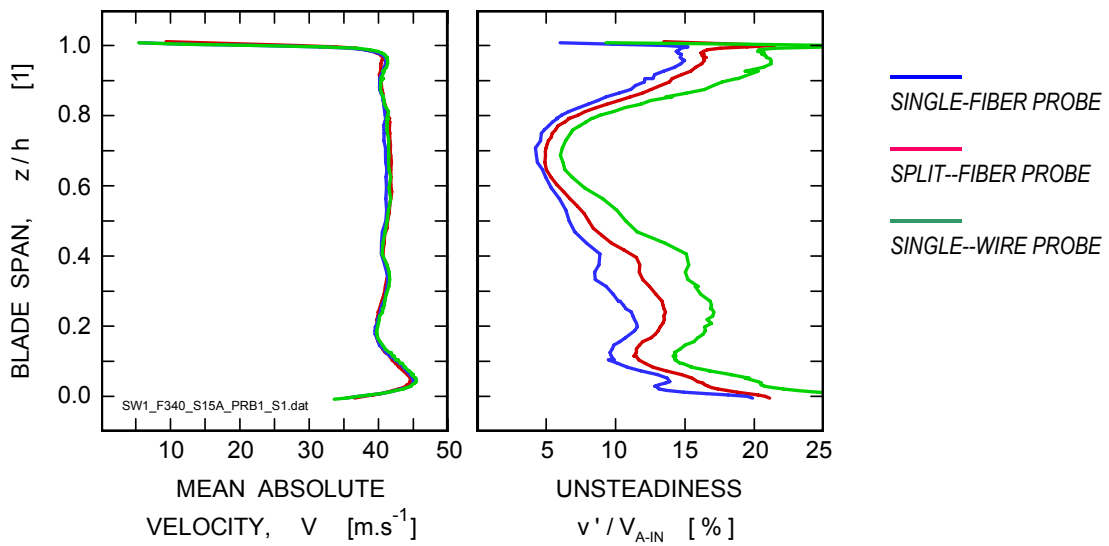 1.0
0.8
0.6
0.4
0.2
0.0
BLADE SPAN, z / h [1]
SW1_F340_S15A_PRB1_S1.dat
10 20 30 40 50
MEAN ABSOLUTE
VELOCITY, V [m.s-1]
5 10 15 20 25
UNSTEADINESS
v ' / VA-IN [ % ]
SINGLE-FIBER PROBE
SPLIT--FIBER PROBE
SINGLE--WIRE PROBE